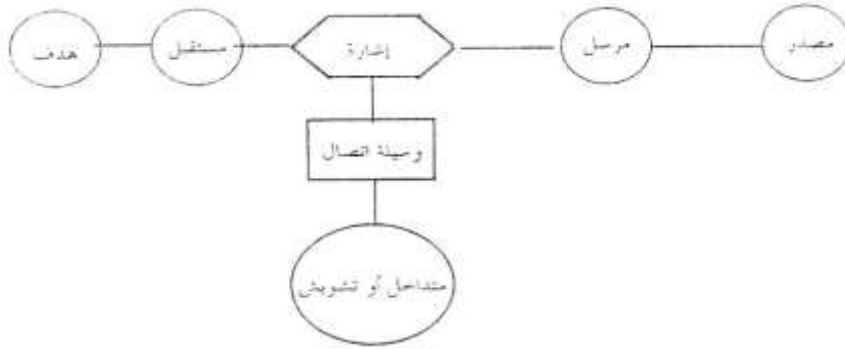 مصدر
مرسل
إشارة
مستقبل
هدف
وسيلة اتصال
متداخل أو تشويش